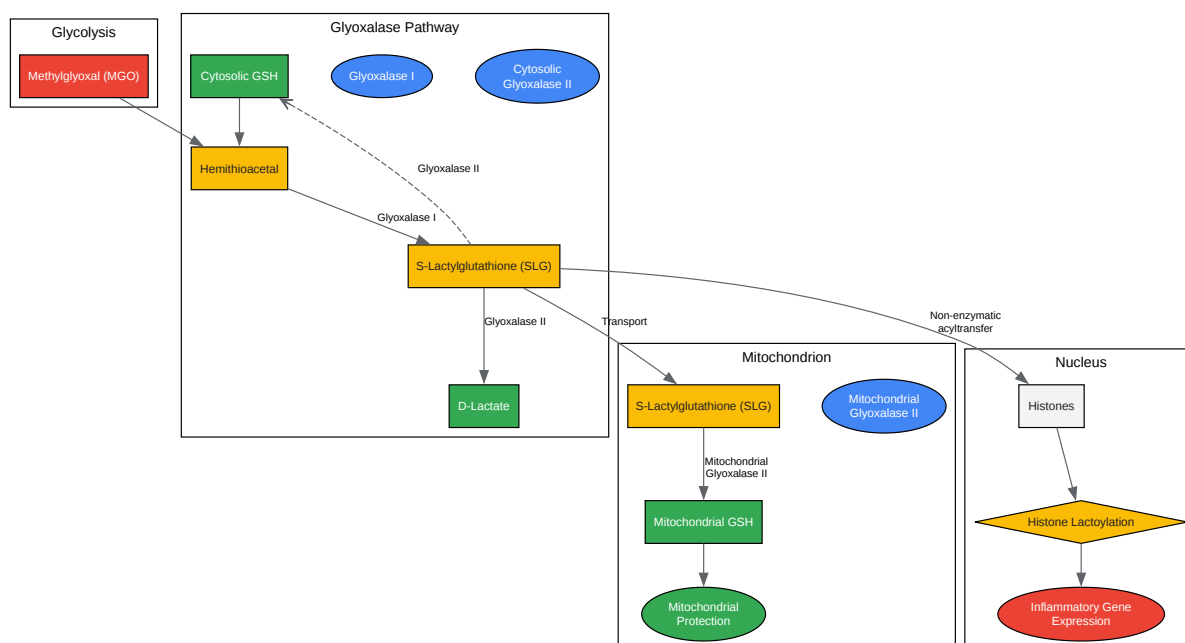 Glycolysis
Methylglyoxal (MGO)
Glyoxalase Pathway
Cytosolic GSH
Glyoxalase I
Cytosolic
Glyoxalase II
Hemithioacetal
Glyoxalase II
Glyoxalase I
S-Lactylglutathione (SLG)
Glyoxalase II
D-Lactate
Transport
Non-enzymatic
acyltransfer
Mitochondrion
S-Lactylglutathione (SLG)
Mitochondrial
Glyoxalase II
Mitochondrial
Glyoxalase II
Mitochondrial GSH
Mitochondrial
Protection
Nucleus
Histones
Histone Lactoylation
Inflammatory Gene
Expression